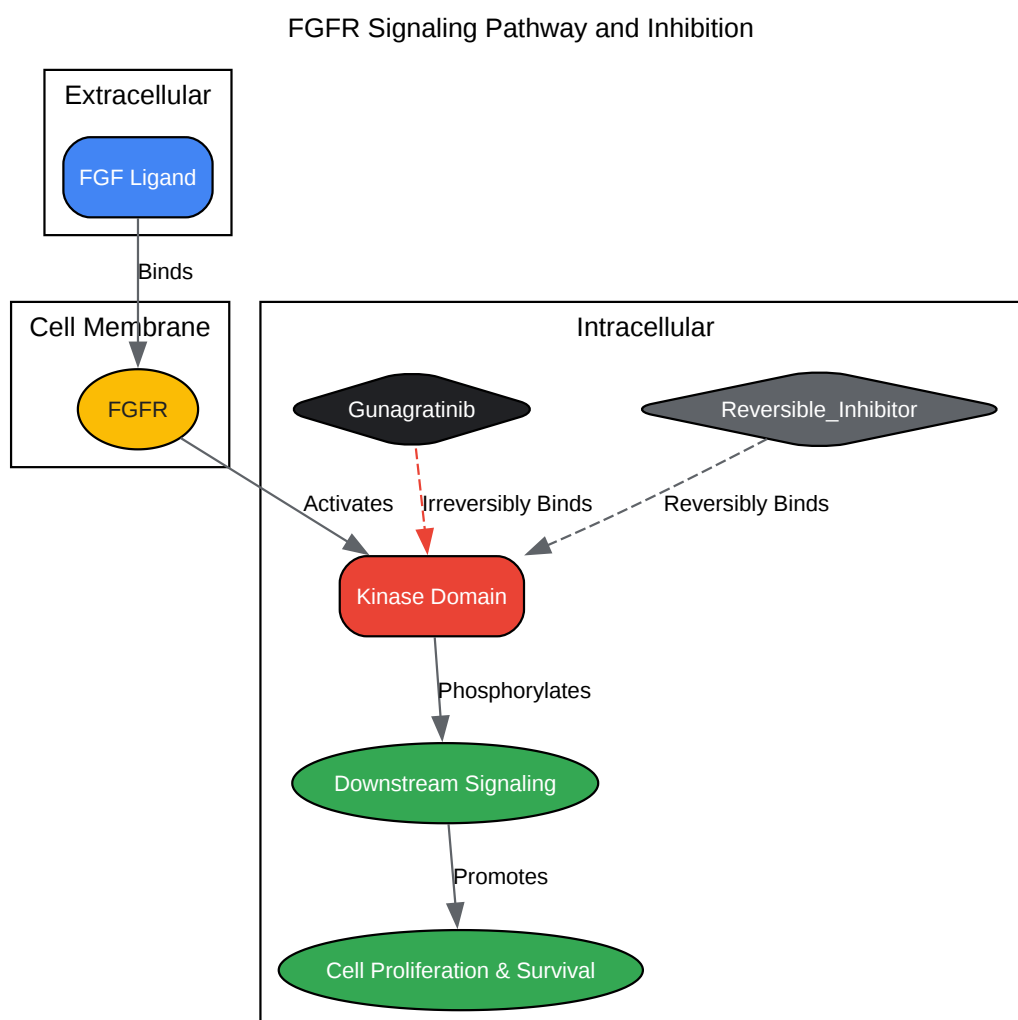 FGFR Signaling Pathway and Inhibition
Extracellular
FGF Ligand
Binds
Cell Membrane
Intracellular
FGFR
Gunagratinib
Reversible_Inhibitor
Activates
Irreversibly Binds
Reversibly Binds
Kinase Domain
Phosphorylates
Downstream Signaling
Promotes
Cell Proliferation & Survival